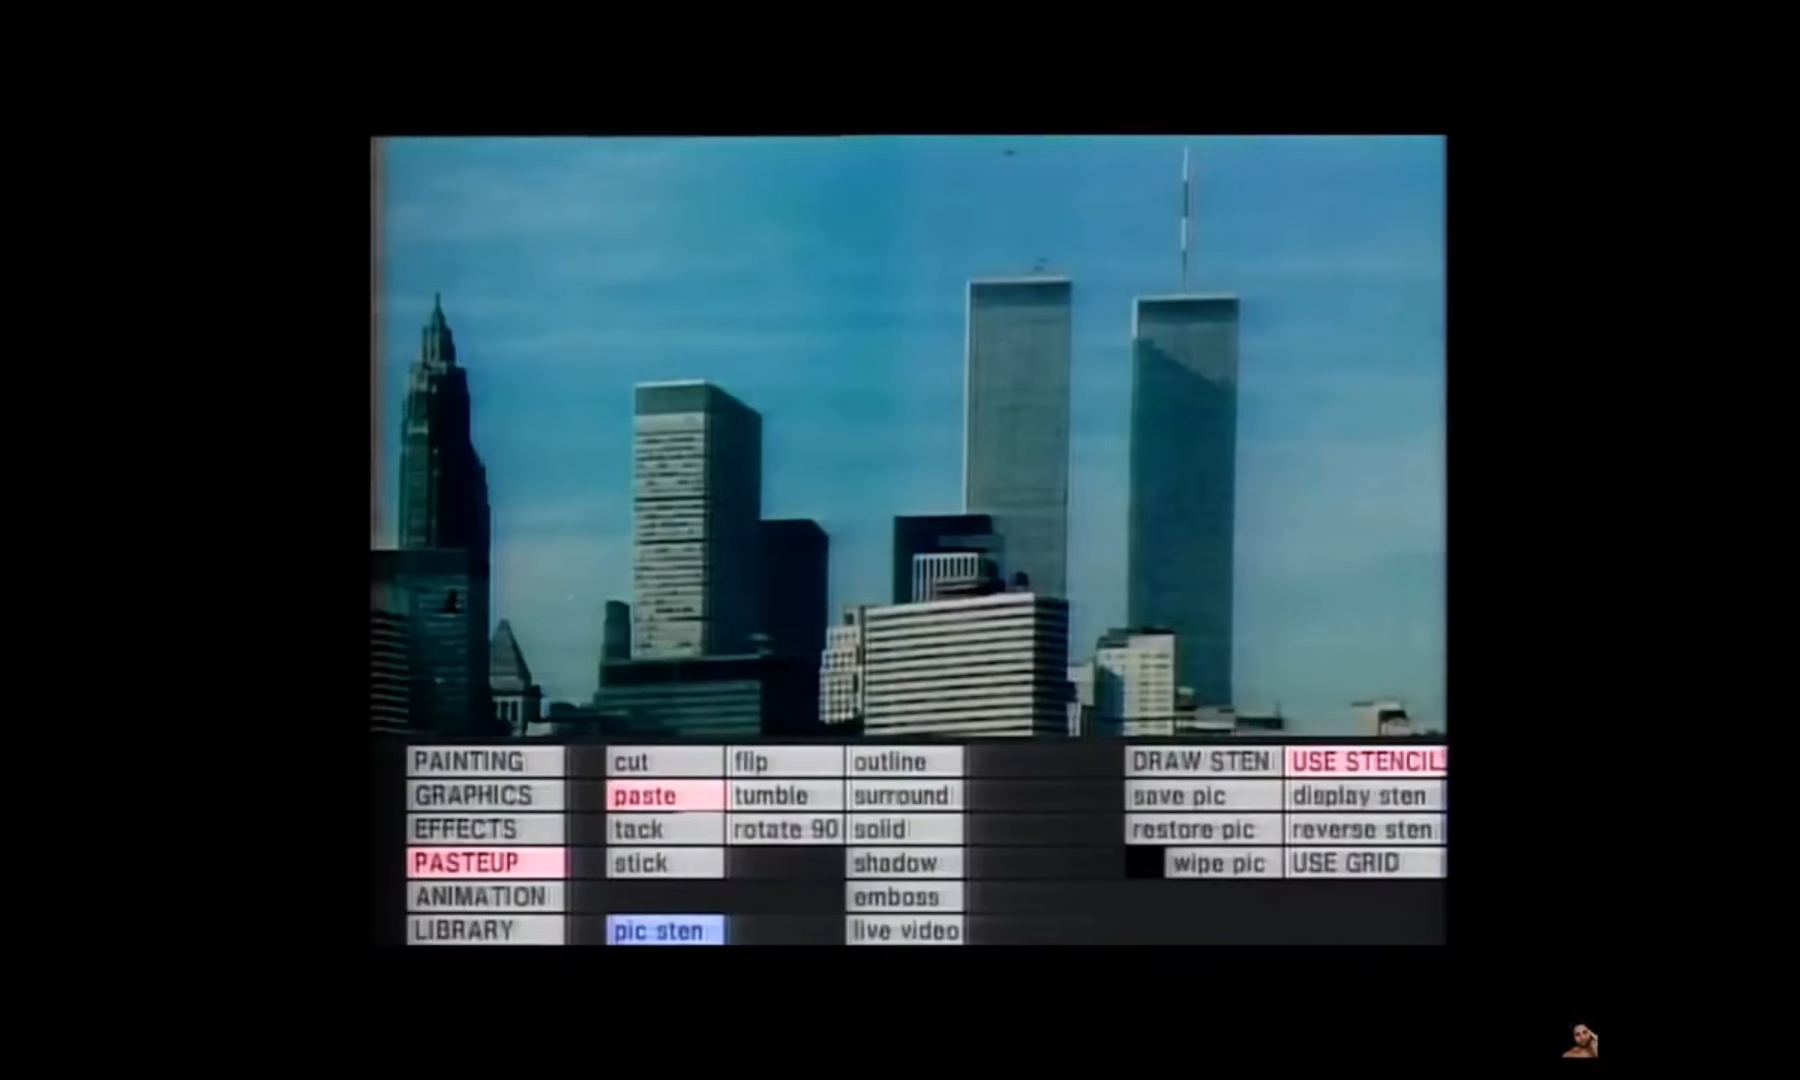 PAINTING cut flip outline DRAW STEN USE STENCIL
GRAPHICS paste tumble surround save pic display sten
EFFECTS tack rotate 90 solid restore pic reverse sten
PASTEUP stick shadow wipe pic USE GRID
ANIMATION emboss
LIBRARY pic sten live video